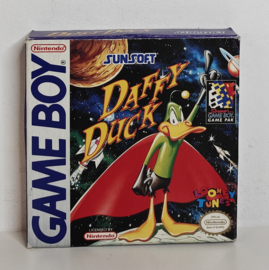 Nintendo
GAME BOY
SUNSOFT
DAFFY
DUCK
GAME BOY
GAME PAK
LOONEY
TUNES
LICENSED BY
Nintendo